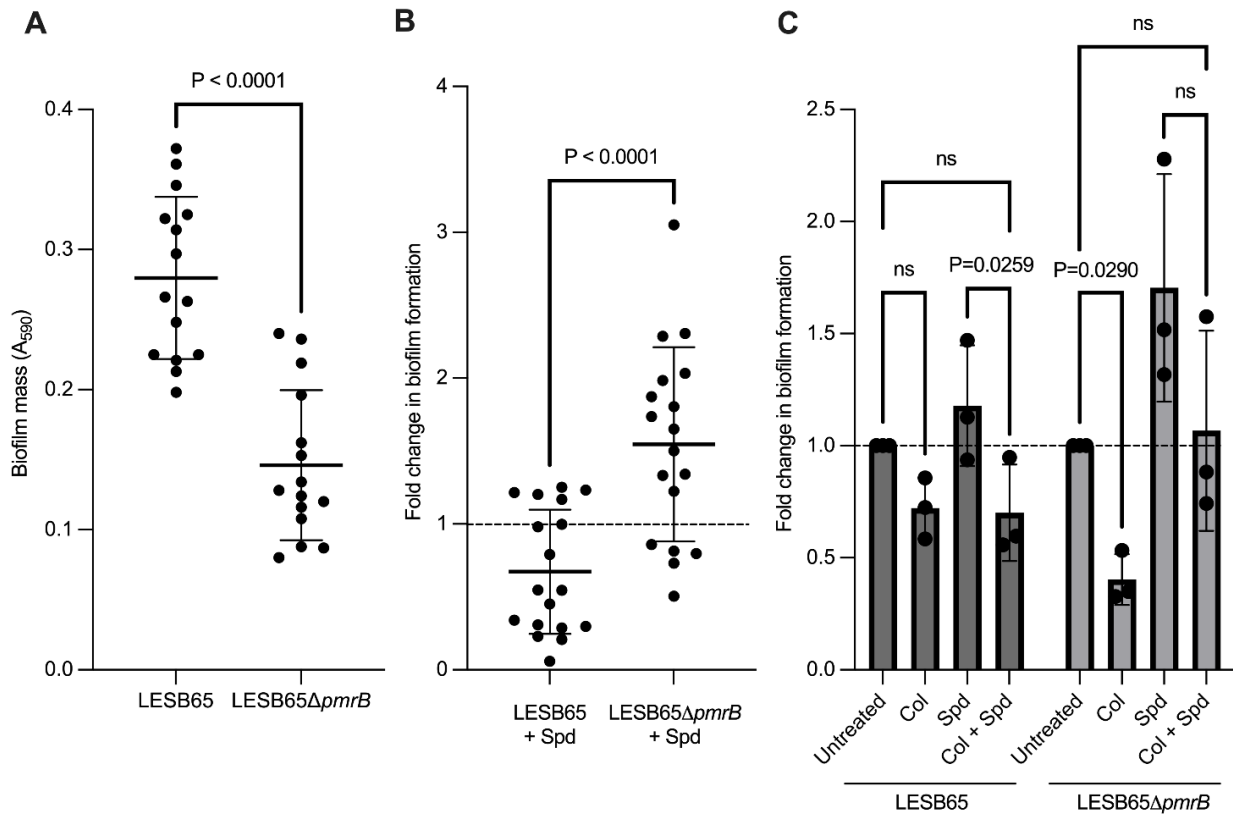 A
P < 0.0001
Biofilm mass (A590)
0.4
0.3
0.2
0.1
0.0
LESB65
LESB65ΔpmrB
B
P < 0.0001
Fold change in biofilm formation
4
3
2
1
0
LESB65
+ Spd
LESB65ΔpmrB
+ Spd
C
ns
ns
ns
ns
P=0.0259
P=0.0290
Fold change in biofilm formation
2.5
2.0
1.5
1.0
0.5
0.0
Untreated
Col
Spd
Col + Spd
Untreated
Col
Spd
Col + Spd
LESB65
LESB65ΔpmrB